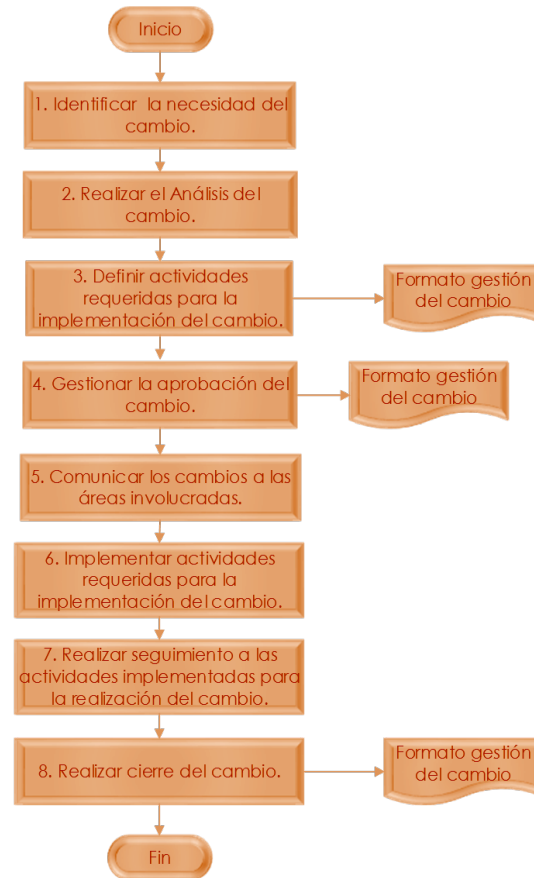 Inicio
1. Identificar la necesidad del
cambio.
2. Realizar el Análisis del
cambio.
3. Definir actividades
requeridas para la
implementación del cambio.
Formato gestión
del cambio
4. Gestionar la aprobación del
cambio.
Formato gestión
del cambio
5. Comunicar los cambios a las
áreas involucradas.
6. Implementar actividades
requeridas para la
implementación del cambio.
7. Realizar seguimiento a las
actividades implementadas para
la realización del cambio.
8. Realizar cierre del cambio.
Formato gestión
del cambio
Fin